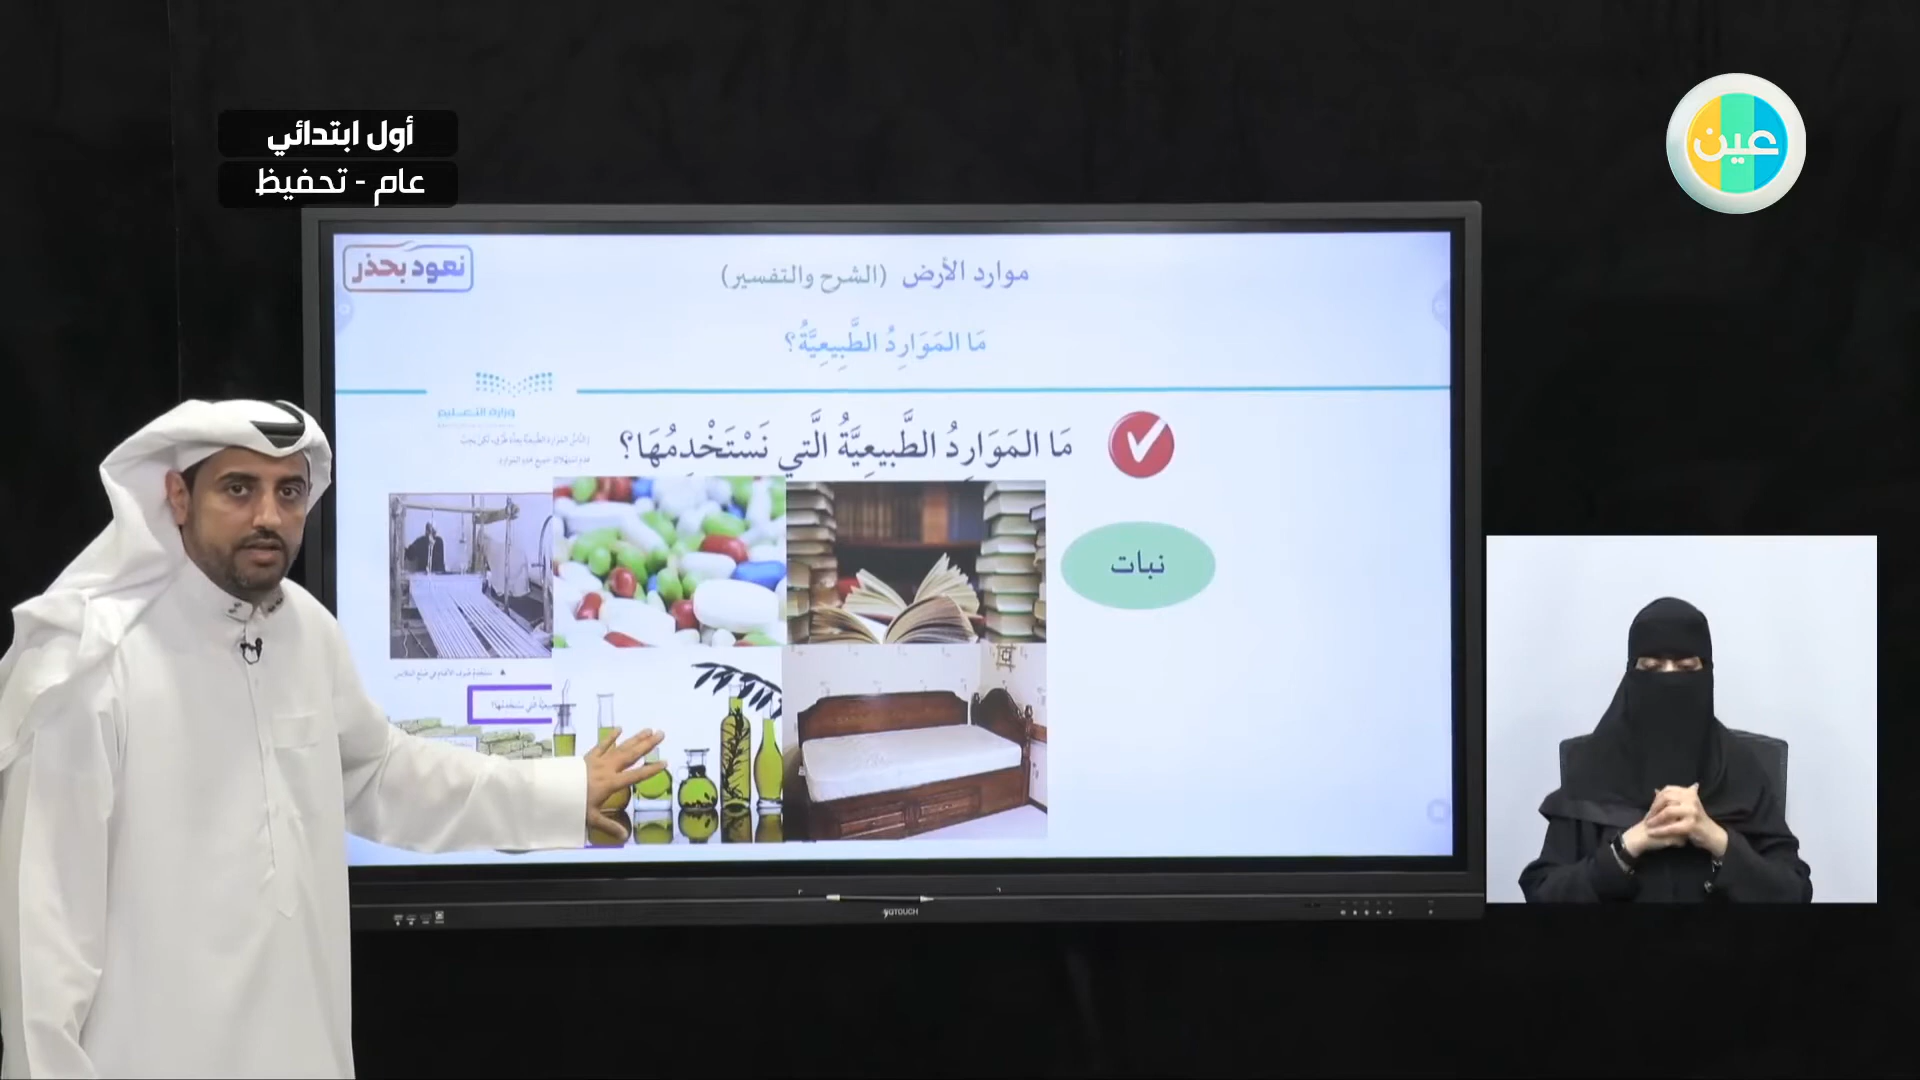 أول ابتدائي
عام - تحفيظ
عين
نعود بحذر
موارد الأرض (الشرح والتفسير)
مَا المَوَارِدُ الطَّبِيعِيَّةُ؟
وزارة التعليم
مَا المَوَارِدُ الطَّبِيعِيَّةُ الَّتي نَسْتَخْدِمُهَا؟
نبات